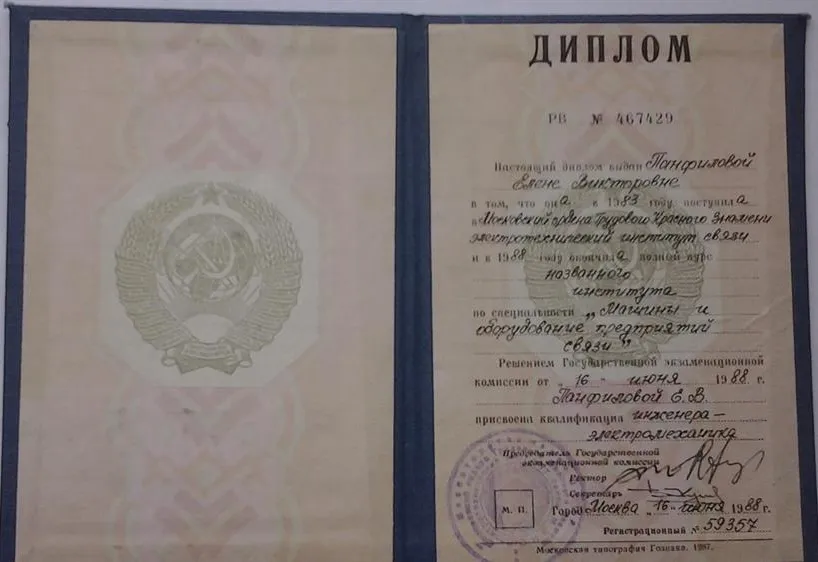 ДИПЛОМ
РВ № 467429
Настоящий диплом выдан Панфиловой
Елене Викторовне
в том, что она в 1983 году поступила
в Московский ордена Трудового Красного Знамени
электротехнический институт связи
и в 1988 году окончила полный курс
названного
института
по специальности „Машины и
оборудование предприятий
связи"
Решением Государственной экзаменационной
комиссии от „16" июня 1988 г.
Панфиловой Е.В.
присвоена квалификация инженера-
электромеханика
Председатель Государственной
экзаменационной комиссии
Ректор
Секретарь
М. П.
Город Москва „16" июня 1988 г.
Регистрационный № 59357
Московская типография Гознака. 1987.